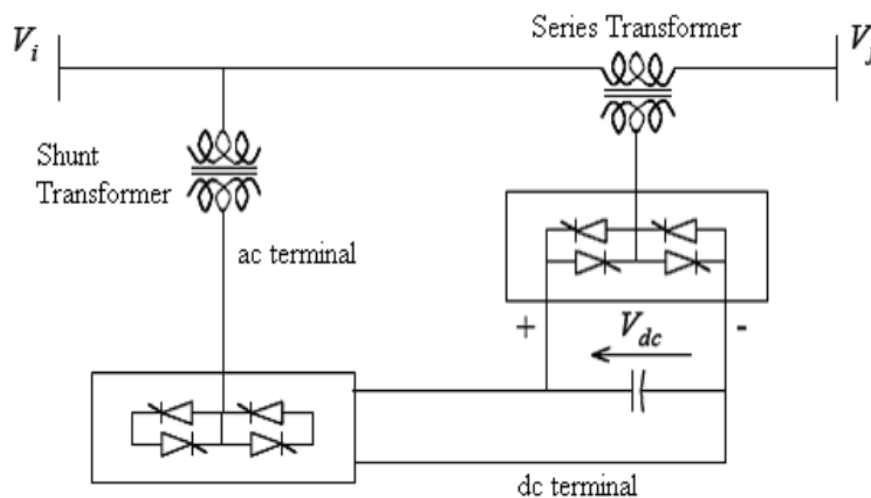 Series Transformer
V_i
V_j
Shunt
Transformer
ac terminal
+
V_dc
-
dc terminal